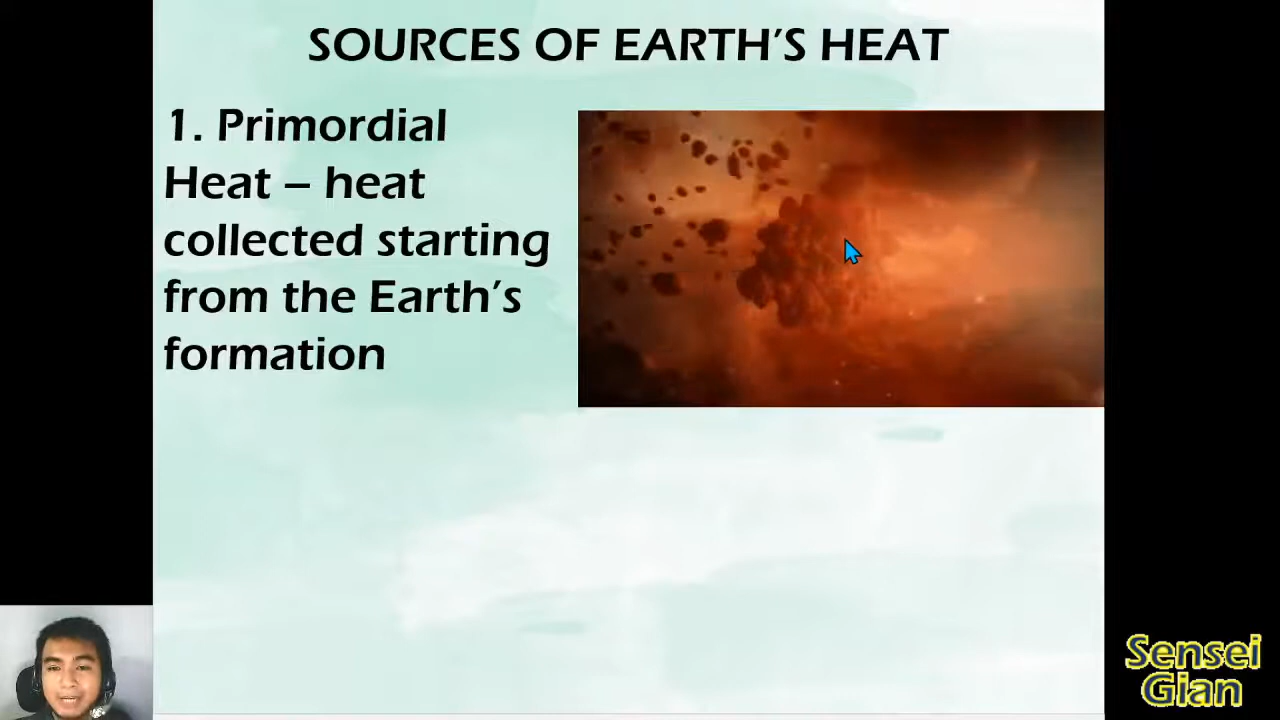 SOURCES OF EARTH'S HEAT
1. Primordial
Heat – heat
collected starting
from the Earth's
formation
Sensei
Gian